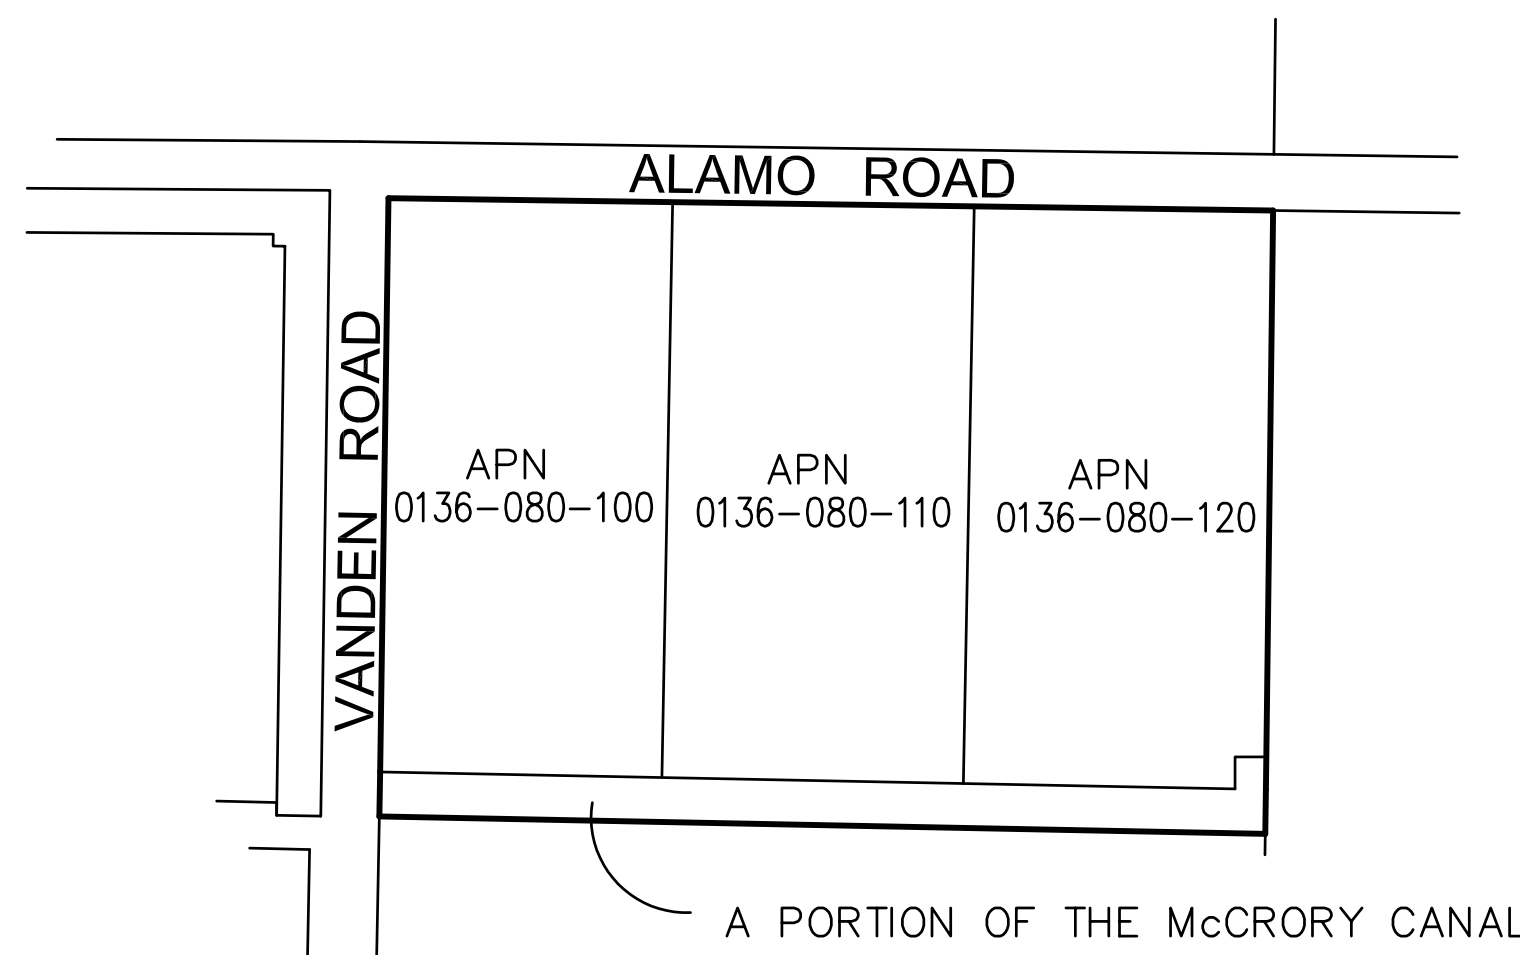 ALAMO ROAD
VANDEN ROAD
APN
0136-080-100
APN
0136-080-110
APN
0136-080-120
A PORTION OF THE McCRORY CANAL